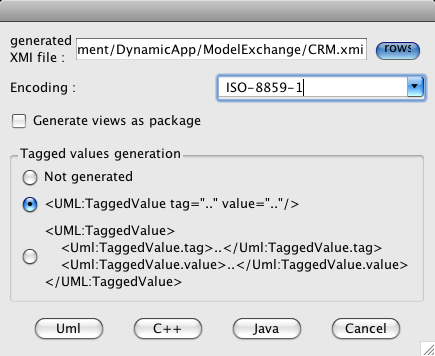 generated
XMI file :
ment/DynamicApp/ModelExchange/CRM.xmi
rows
Encoding :
ISO-8859-1
Generate views as package
Tagged values generation
Not generated
<UML:TaggedValue tag=".." value=".."/>
<UML:TaggedValue>
<Uml:TaggedValue.tag>..</Uml:TaggedValue.tag>
<Uml:TaggedValue.value>..</Uml:TaggedValue.value>
</UML:TaggedValue>
Uml
C++
Java
Cancel